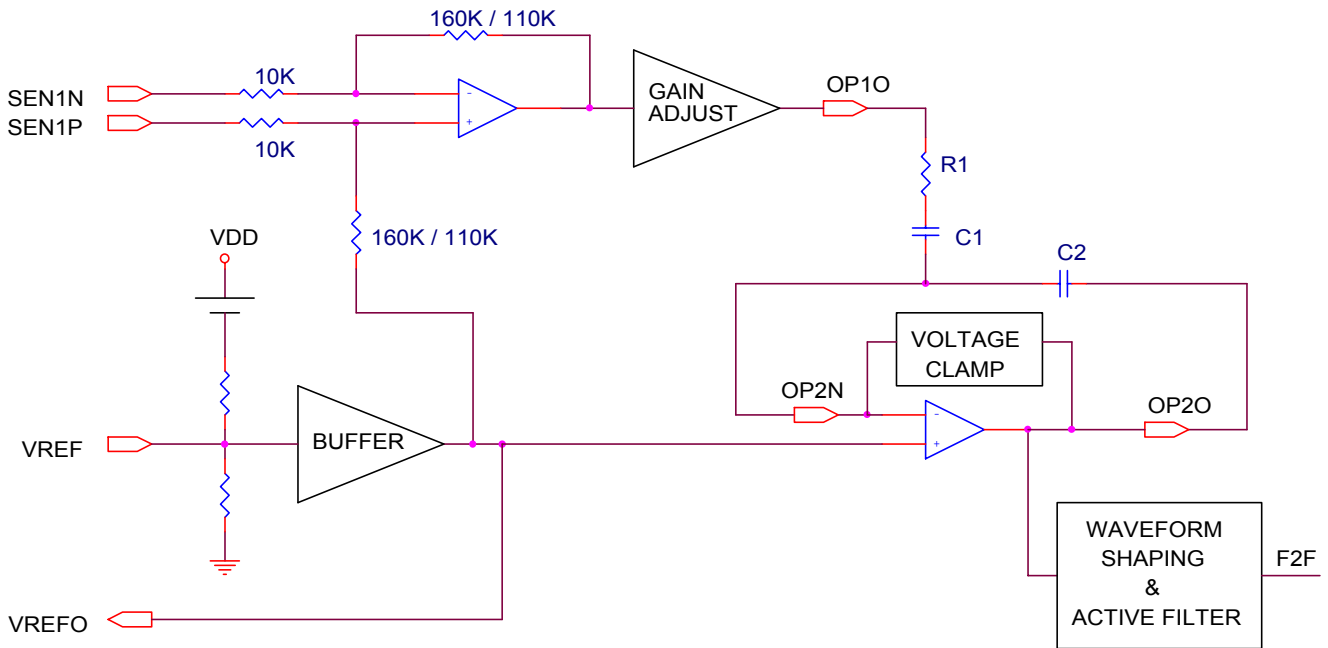 160K / 110K
10K
SEN1N
SEN1P
10K
GAIN
ADJUST
OP1O
R1
160K / 110K
C1
VDD
C2
VOLTAGE
CLAMP
OP2N
OP2O
VREF
BUFFER
WAVEFORM
SHAPING
&
ACTIVE FILTER
F2F
VREFO
-
+
-
+